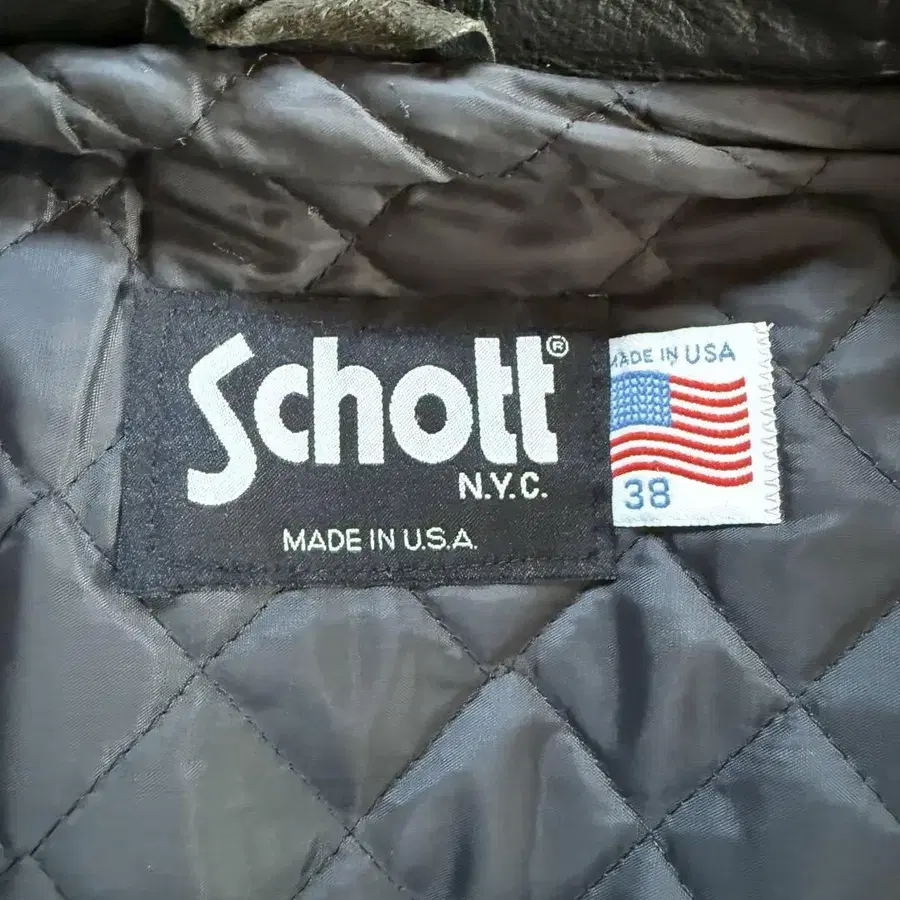 Schott®
N.Y.C.
MADE IN U.S.A.
MADE IN USA
38